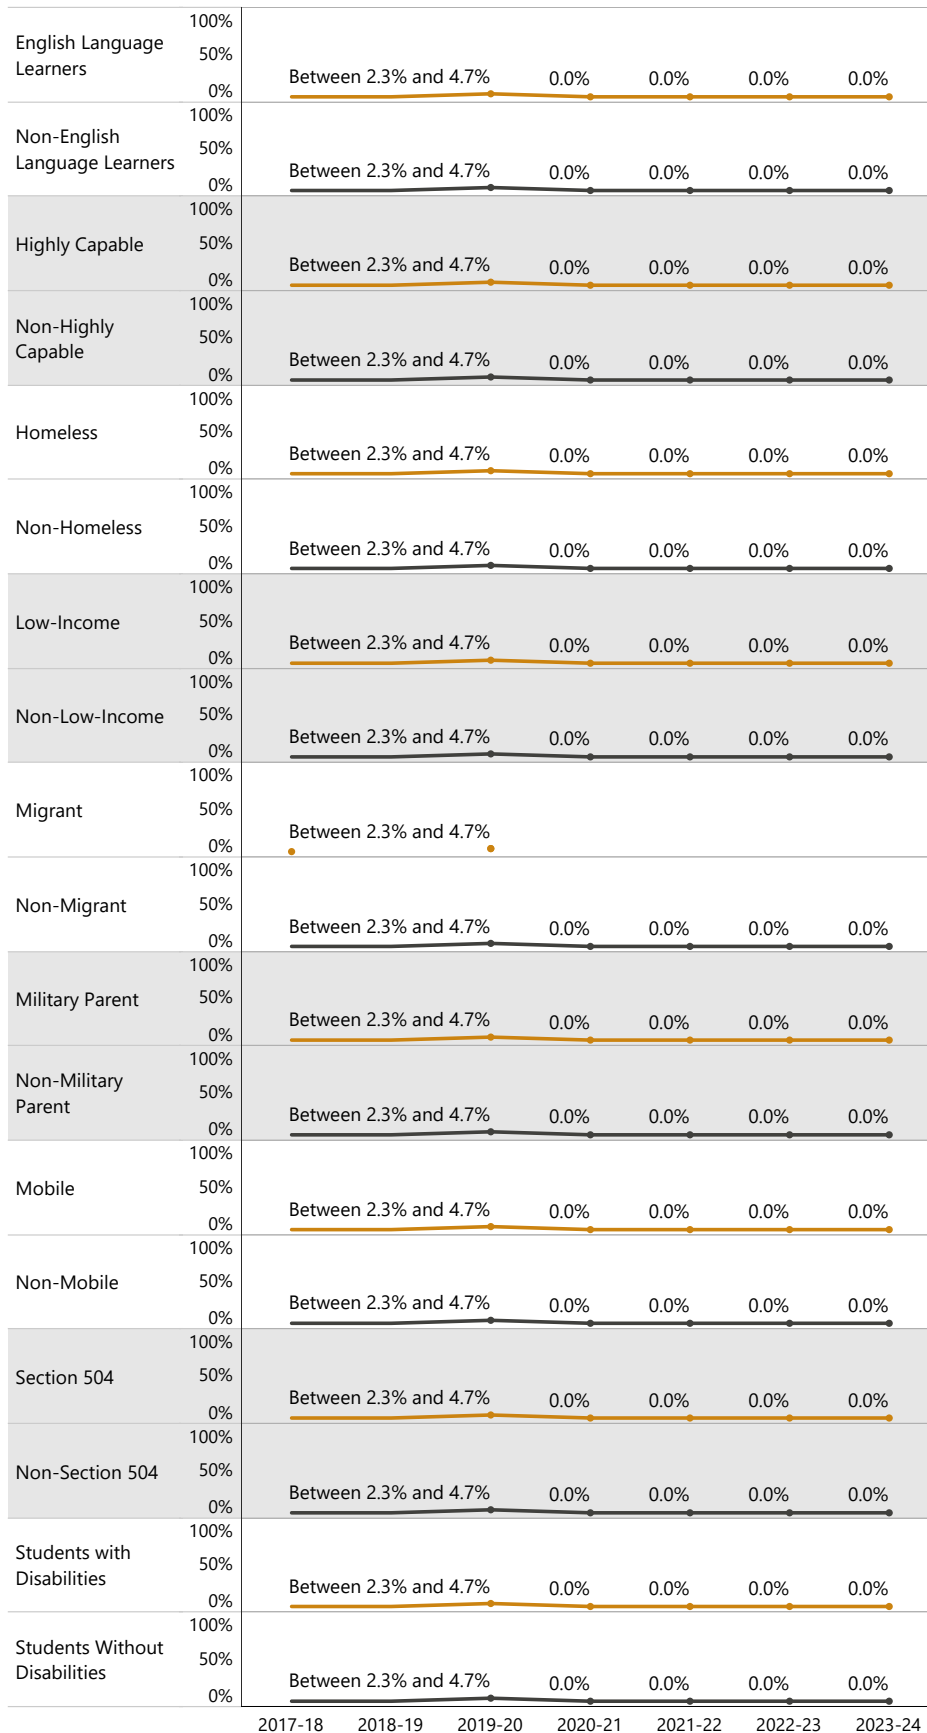 English Language
Learners
100%
50%
0%
Between 2.3% and 4.7% 0.0% 0.0% 0.0% 0.0%
Non-English
Language Learners
100%
50%
0%
Between 2.3% and 4.7% 0.0% 0.0% 0.0% 0.0%
Highly Capable
100%
50%
0%
Between 2.3% and 4.7% 0.0% 0.0% 0.0% 0.0%
Non-Highly
Capable
100%
50%
0%
Between 2.3% and 4.7% 0.0% 0.0% 0.0% 0.0%
Homeless
100%
50%
0%
Between 2.3% and 4.7% 0.0% 0.0% 0.0% 0.0%
Non-Homeless
100%
50%
0%
Between 2.3% and 4.7% 0.0% 0.0% 0.0% 0.0%
Low-Income
100%
50%
0%
Between 2.3% and 4.7% 0.0% 0.0% 0.0% 0.0%
Non-Low-Income
100%
50%
0%
Between 2.3% and 4.7% 0.0% 0.0% 0.0% 0.0%
Migrant
100%
50%
0%
Between 2.3% and 4.7%
Non-Migrant
100%
50%
0%
Between 2.3% and 4.7% 0.0% 0.0% 0.0% 0.0%
Military Parent
100%
50%
0%
Between 2.3% and 4.7% 0.0% 0.0% 0.0% 0.0%
Non-Military
Parent
100%
50%
0%
Between 2.3% and 4.7% 0.0% 0.0% 0.0% 0.0%
Mobile
100%
50%
0%
Between 2.3% and 4.7% 0.0% 0.0% 0.0% 0.0%
Non-Mobile
100%
50%
0%
Between 2.3% and 4.7% 0.0% 0.0% 0.0% 0.0%
Section 504
100%
50%
0%
Between 2.3% and 4.7% 0.0% 0.0% 0.0% 0.0%
Non-Section 504
100%
50%
0%
Between 2.3% and 4.7% 0.0% 0.0% 0.0% 0.0%
Students with
Disabilities
100%
50%
0%
Between 2.3% and 4.7% 0.0% 0.0% 0.0% 0.0%
Students Without
Disabilities
100%
50%
0%
Between 2.3% and 4.7% 0.0% 0.0% 0.0% 0.0%
2017-18 2018-19 2019-20 2020-21 2021-22 2022-23 2023-24